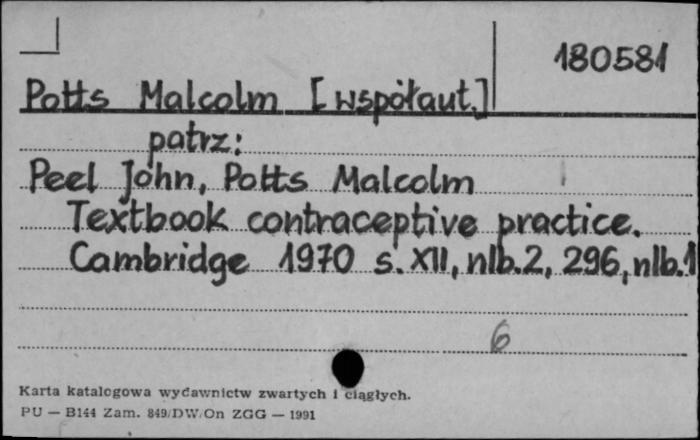 180581
Potts Malcolm [współaut.]
patrz:
Peel John, Potts Malcolm
Textbook contraceptive practice.
Cambridge 1970 s. XII, nlb.2, 296, nlb.1
6
Karta katalogowa wydawnictw zwartych i ciągłych.
PU — B144 Zam. 849/DW/On ZGG — 1991